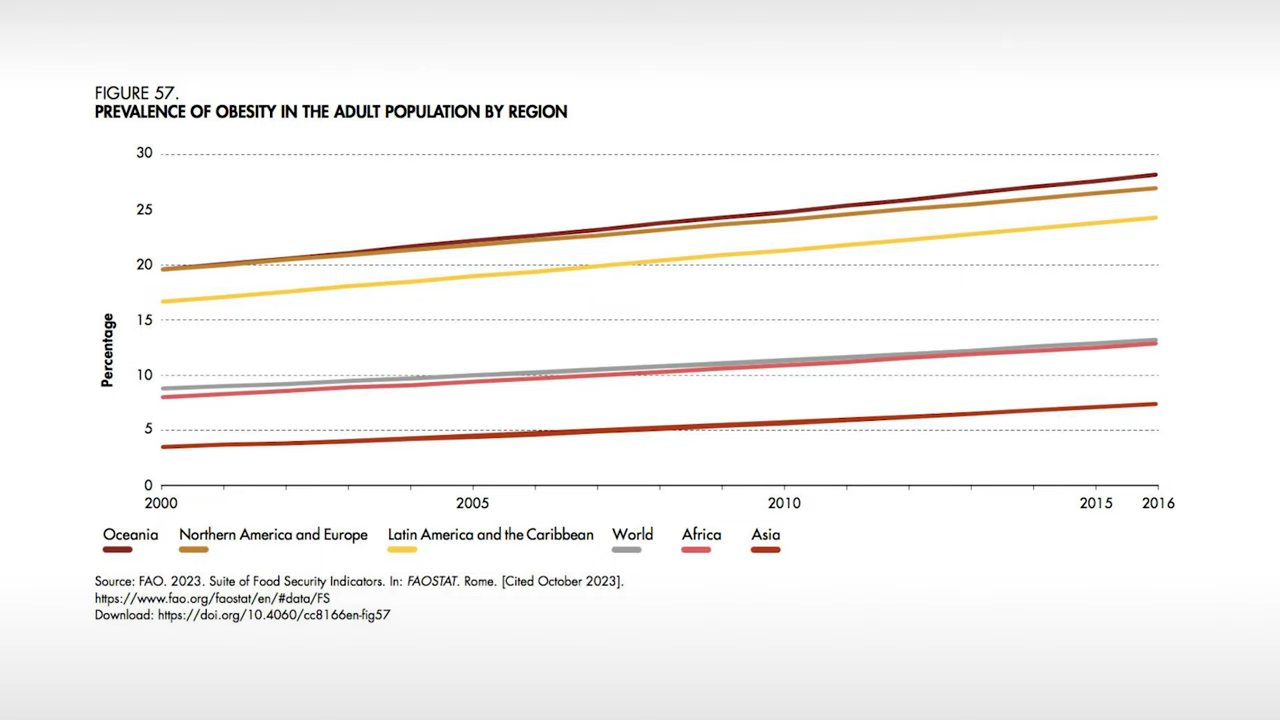 FIGURE 57.
PREVALENCE OF OBESITY IN THE ADULT POPULATION BY REGION
30
25
20
15
10
5
0
Percentage
2000 2005 2010 2015 2016
Oceania Northern America and Europe Latin America and the Caribbean World Africa Asia
Source: FAO. 2023. Suite of Food Security Indicators. In: FAOSTAT. Rome. [Cited October 2023].
https://www.fao.org/faostat/en/#data/FS
Download: https://doi.org/10.4060/cc8166en-fig57